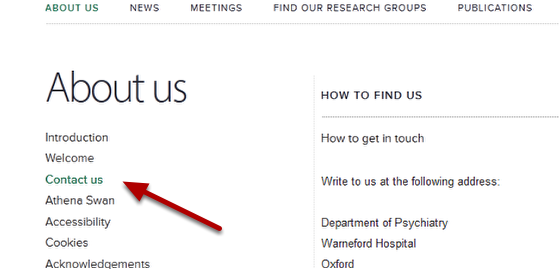 ABOUT US NEWS MEETINGS FIND OUR RESEARCH GROUPS PUBLICATIONS
About us
Introduction
Welcome
Contact us
Athena Swan
Accessibility
Cookies
Acknowledgements
HOW TO FIND US
How to get in touch
Write to us at the following address:
Department of Psychiatry
Warneford Hospital
Oxford